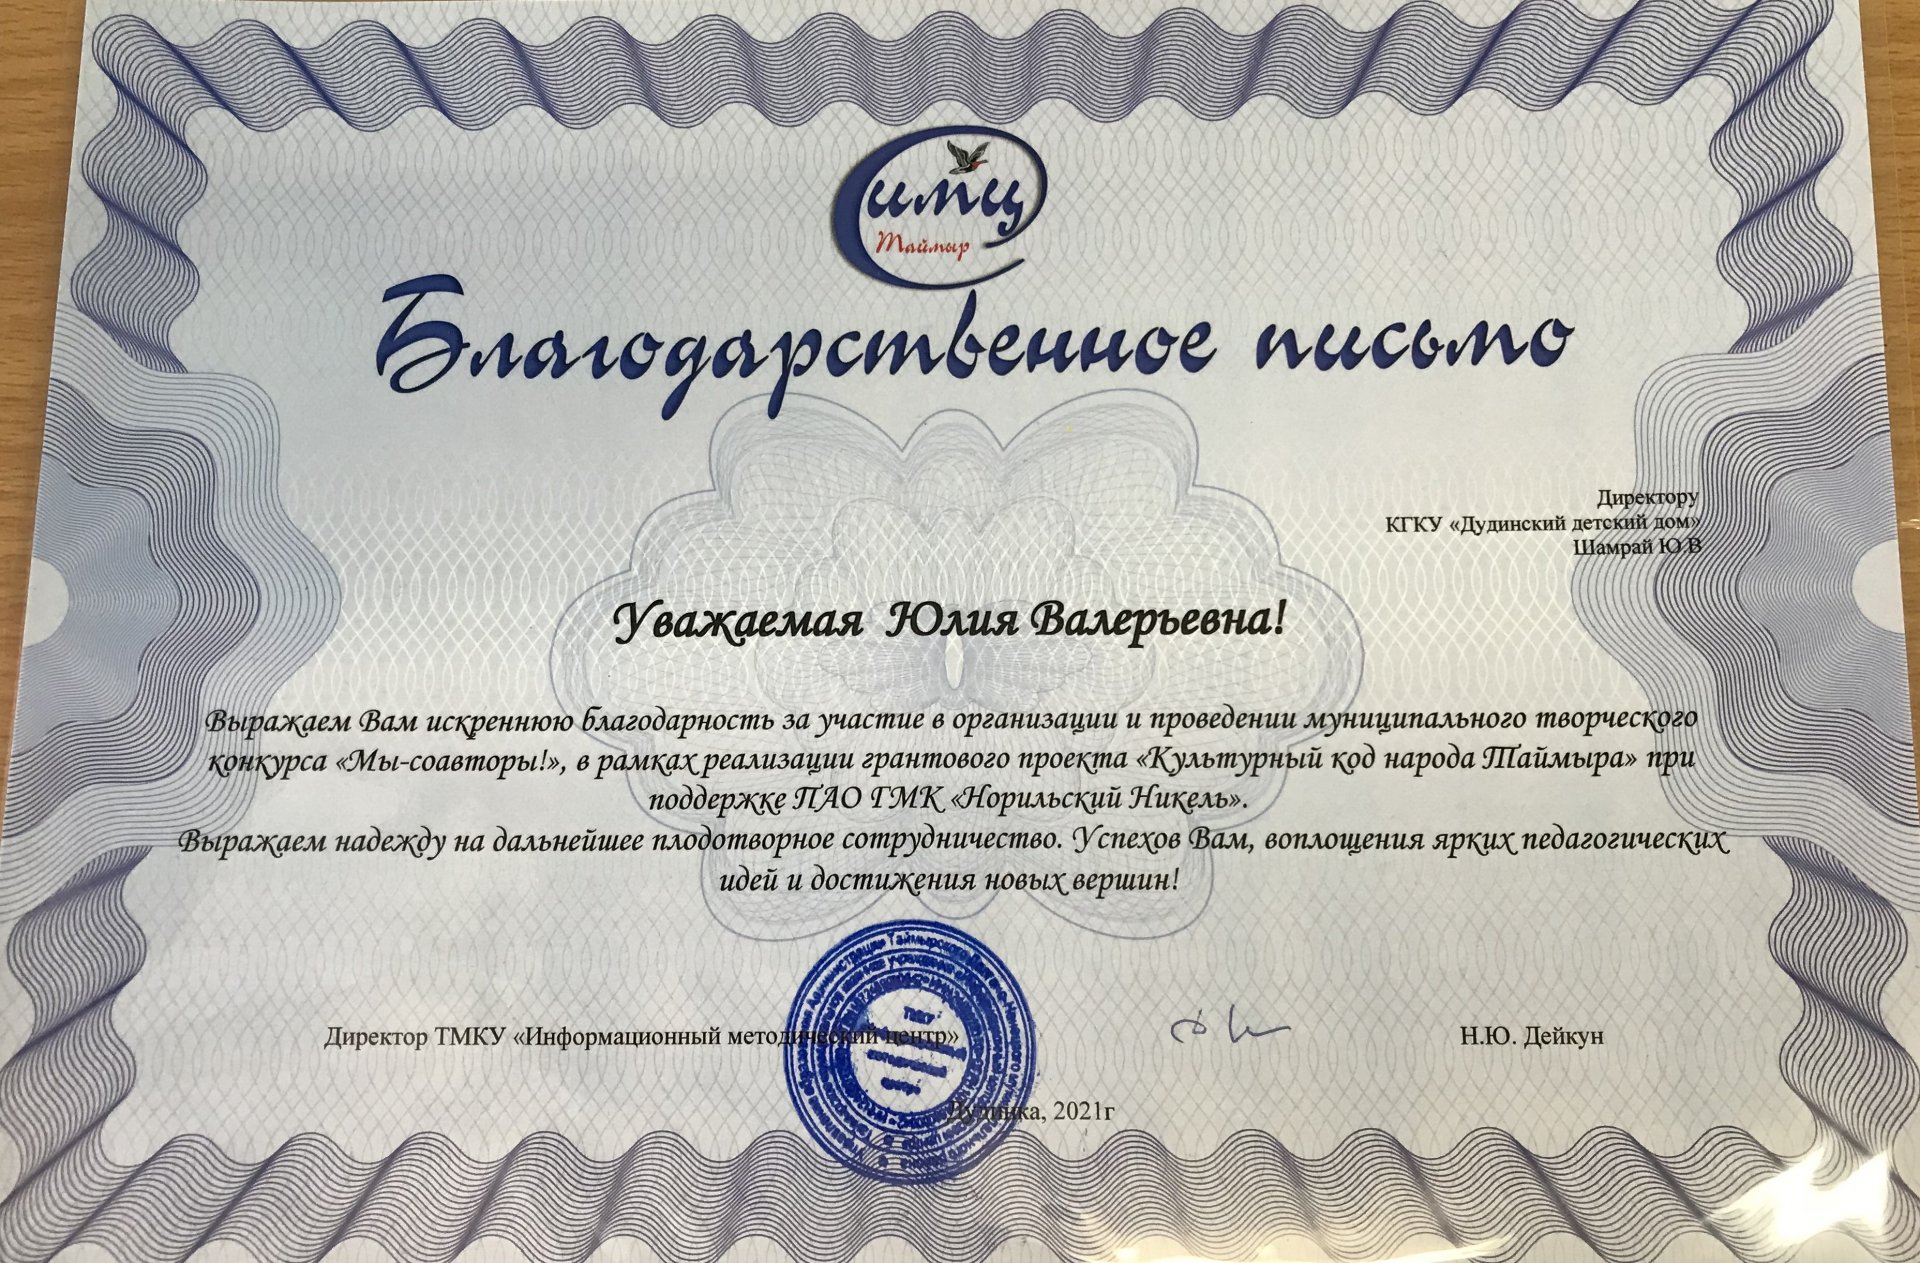 имц
Таймыр
Благодарственное письмо
Директору
КГКУ «Дудинский детский дом»
Шамрай Ю.В
Уважаемая Юлия Валерьевна!
Выражаем Вам искреннюю благодарность за участие в организации и проведении муниципального творческого
конкурса «Мы-соавторы!», в рамках реализации грантового проекта «Культурный код народа Таймыра» при
поддержке ПАО ГМК «Норильский Никель».
Выражаем надежду на дальнейшее плодотворное сотрудничество. Успехов Вам, воплощения ярких педагогических
идей и достижения новых вершин!
Директор ТМКУ «Информационный методический центр»
Н.Ю. Дейкун
Дудинка, 2021г